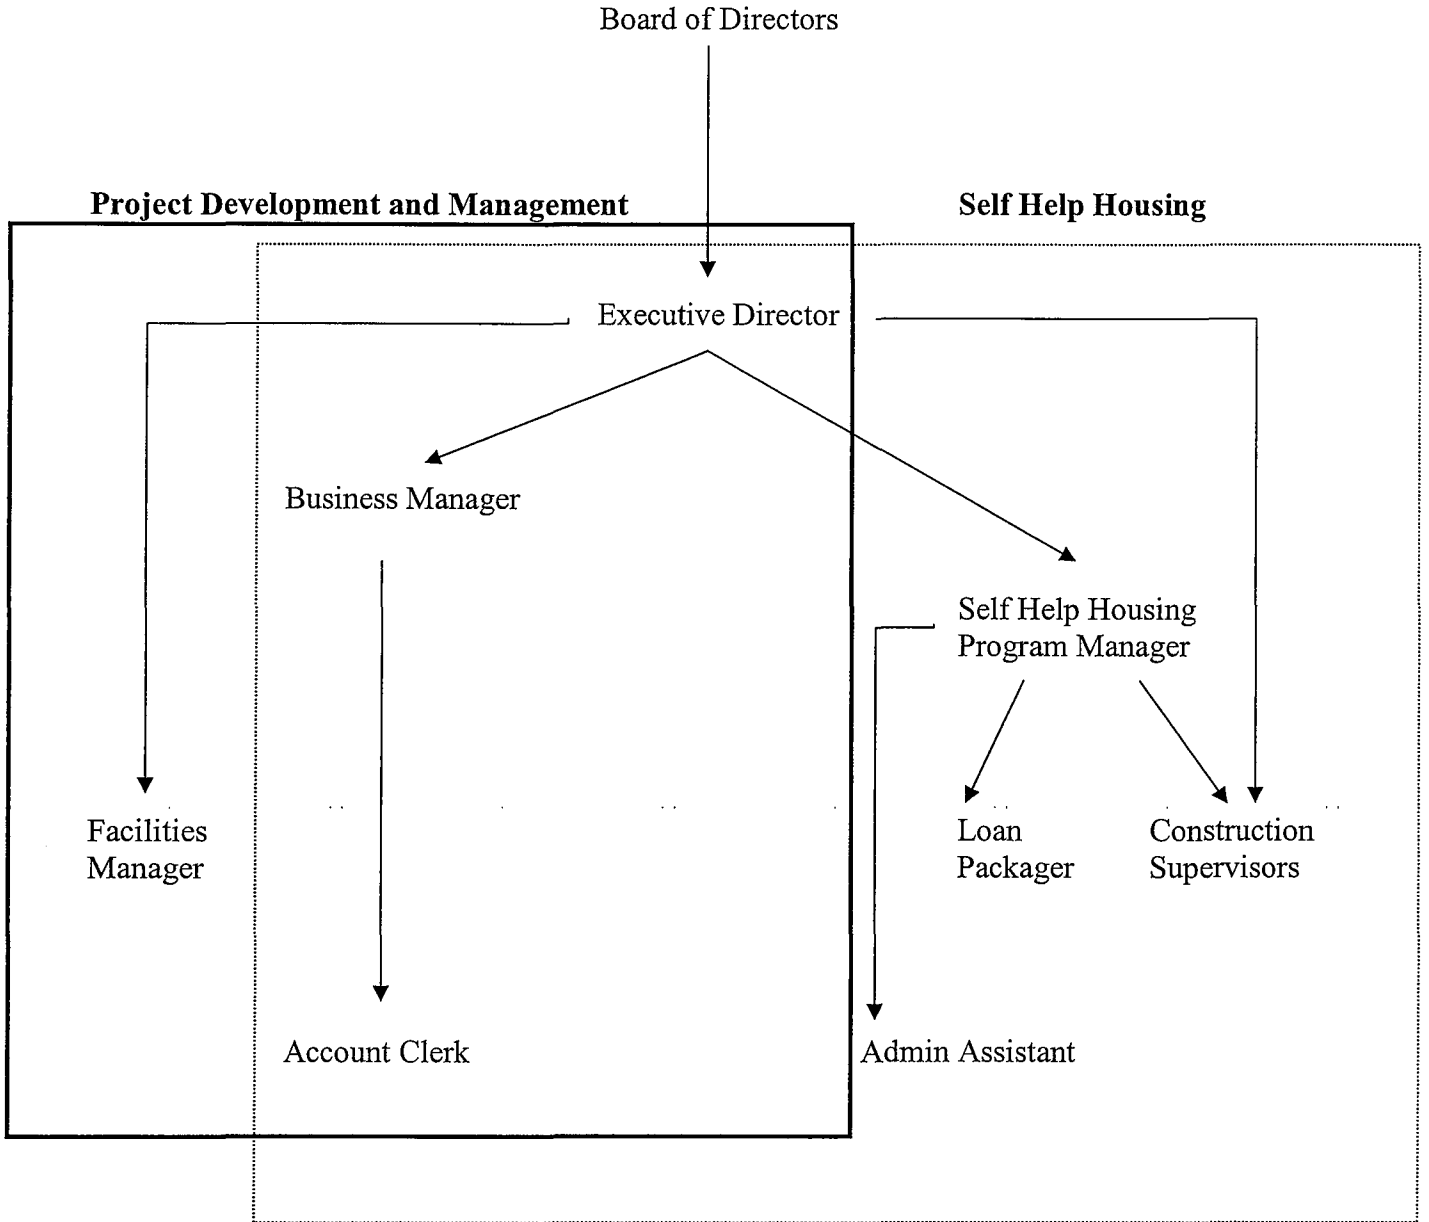 Board of Directors
Project Development and Management
Self Help Housing
Executive Director
Business Manager
Self Help Housing
Program Manager
Facilities
Manager
Loan
Packager
Construction
Supervisors
Account Clerk
Admin Assistant